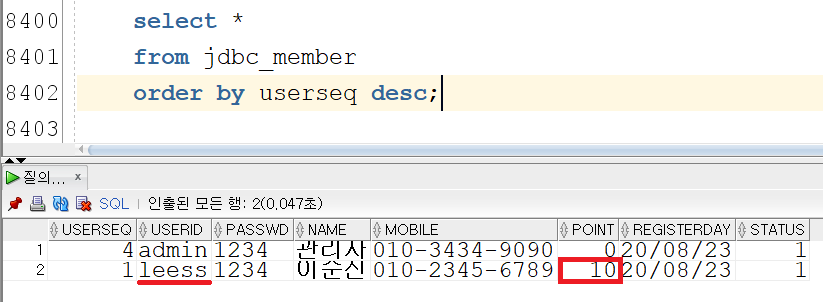 8400 select *
8401 from jdbc_member
8402 order by userseq desc;
8403
질의... x
SQL | 인출된 모든 행: 2(0,047초)
USERSEQ USERID PASSWD NAME MOBILE POINT REGISTERDAY STATUS
1 4 admin 1234 관리자 010-3434-9090 0 20/08/23 1
2 1 leess 1234 이순신 010-2345-6789 10 20/08/23 1